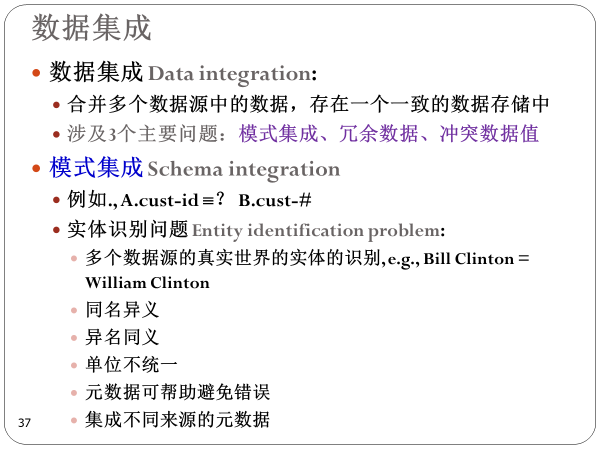 数据集成
数据集成 Data integration:
合并多个数据源中的数据，存在一个一致的数据存储中
涉及3个主要问题：模式集成、冗余数据、冲突数据值
模式集成 Schema integration
例如., A.cust-id ≡？ B.cust-#
实体识别问题 Entity identification problem:
多个数据源的真实世界的实体的识别, e.g., Bill Clinton =
William Clinton
同名异义
异名同义
单位不统一
元数据可帮助避免错误
集成不同来源的元数据
37